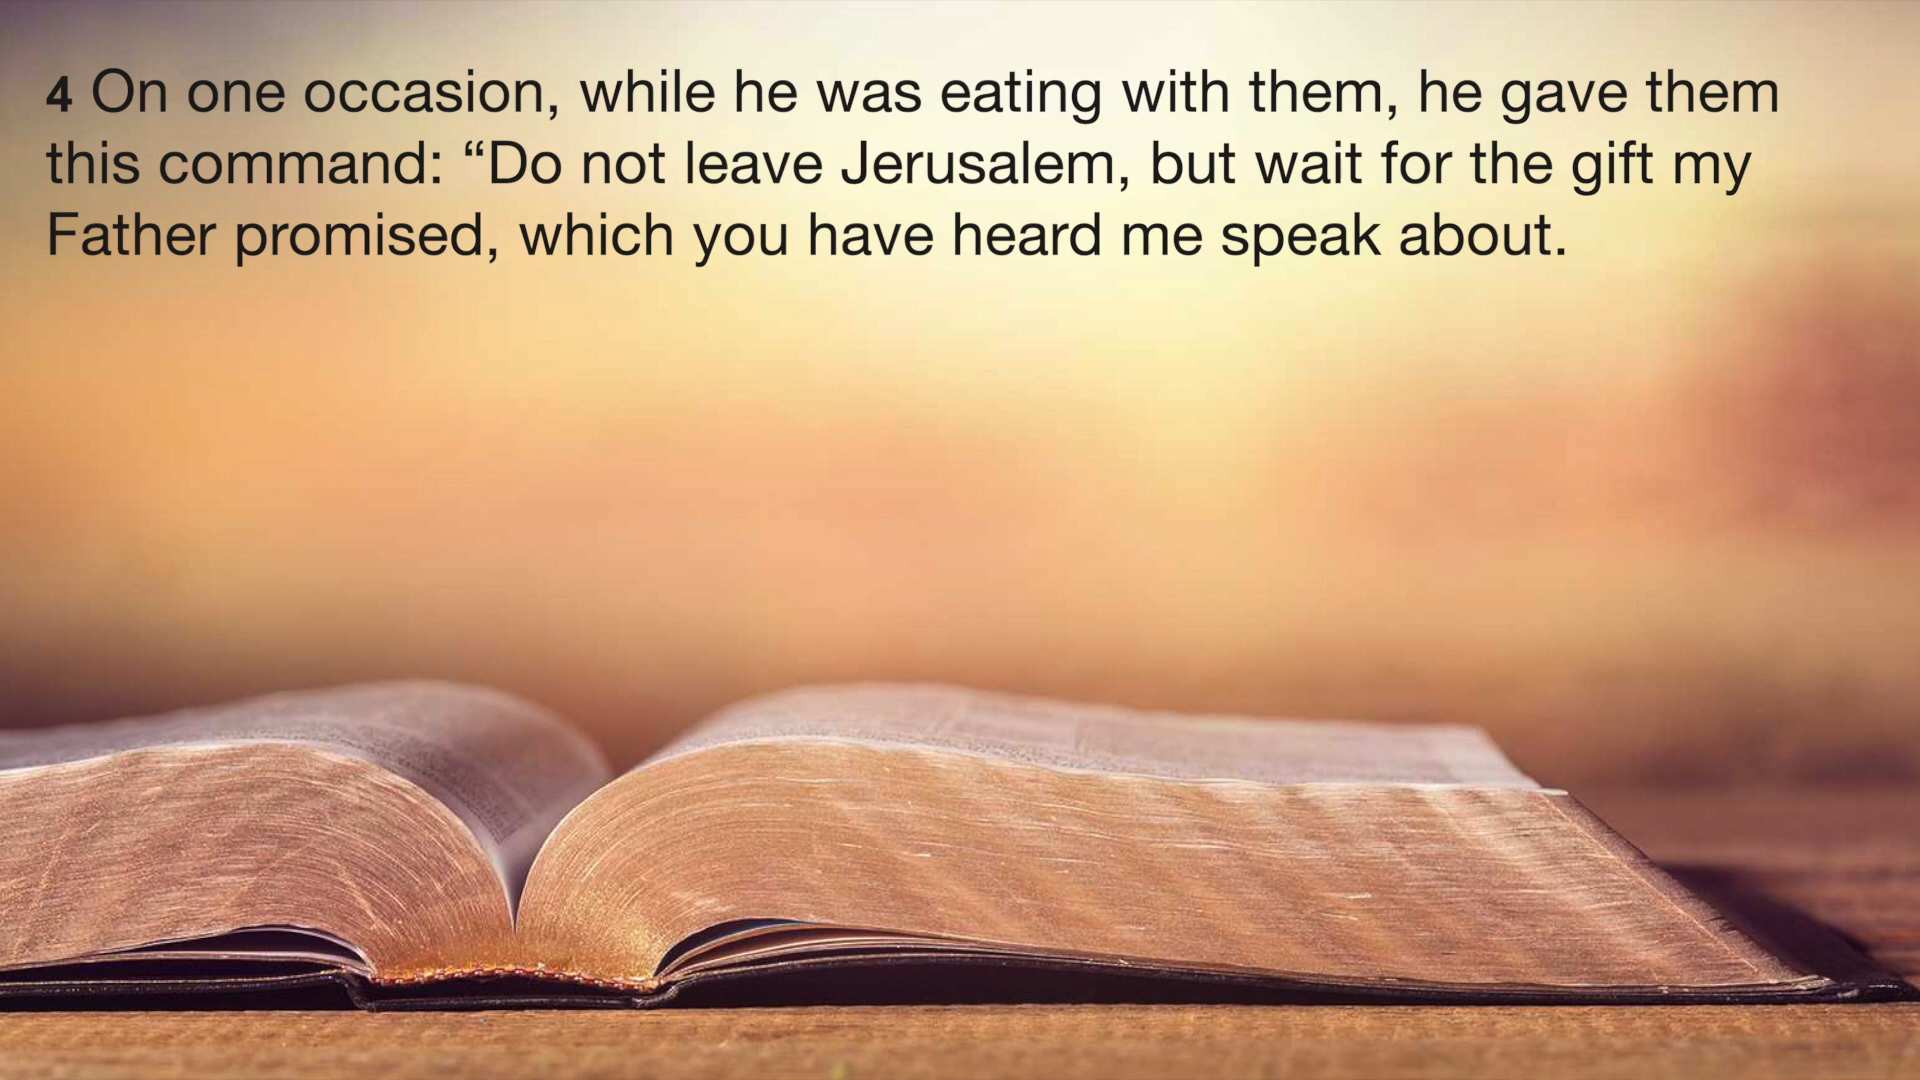 4 On one occasion, while he was eating with them, he gave them
this command: “Do not leave Jerusalem, but wait for the gift my
Father promised, which you have heard me speak about.